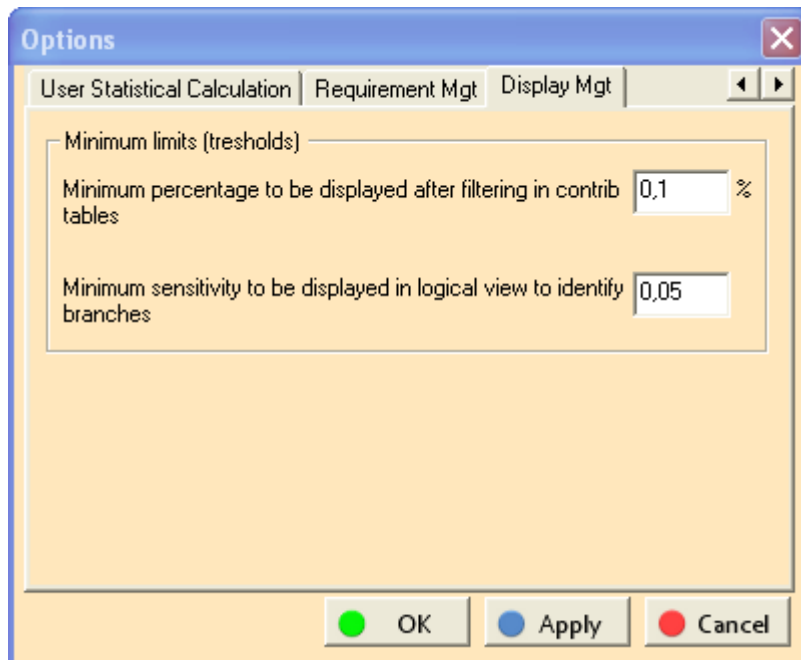 Options
User Statistical Calculation Requirement Mgt Display Mgt
Minimum limits (tresholds)
Minimum percentage to be displayed after filtering in contrib 0,1 %
tables
Minimum sensitivity to be displayed in logical view to identify 0,05
branches
OK Apply Cancel